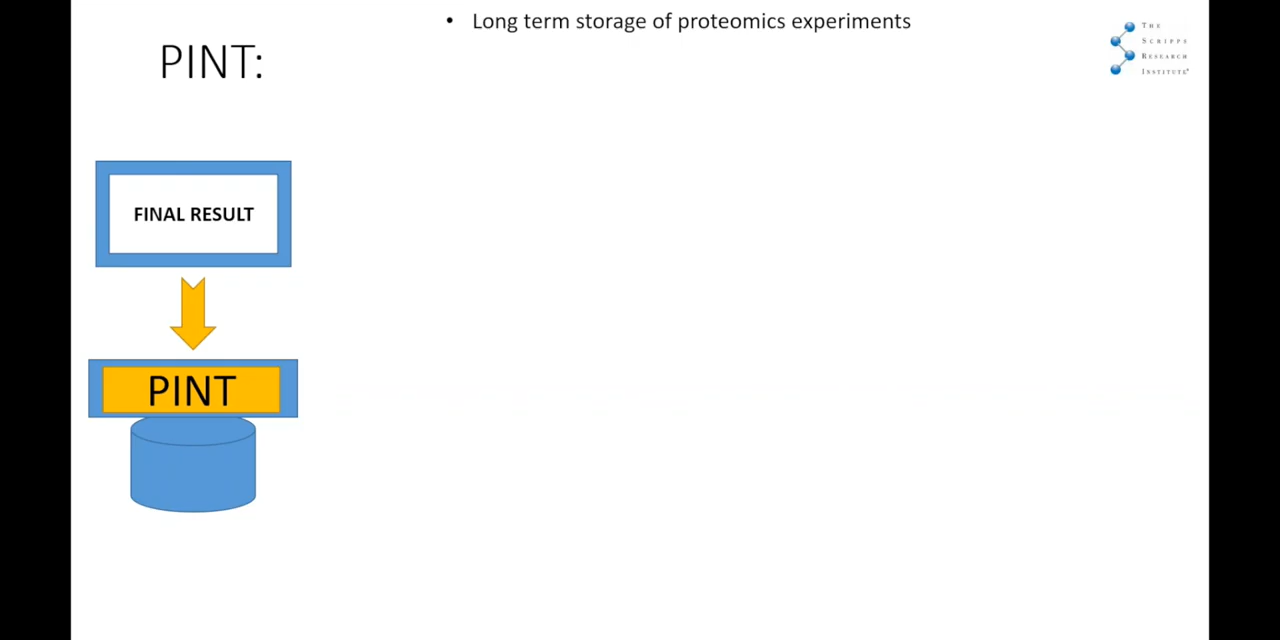 • Long term storage of proteomics experiments
PINT:
THE
SCRIPPS
RESEARCH
INSTITUTE®
FINAL RESULT
PINT